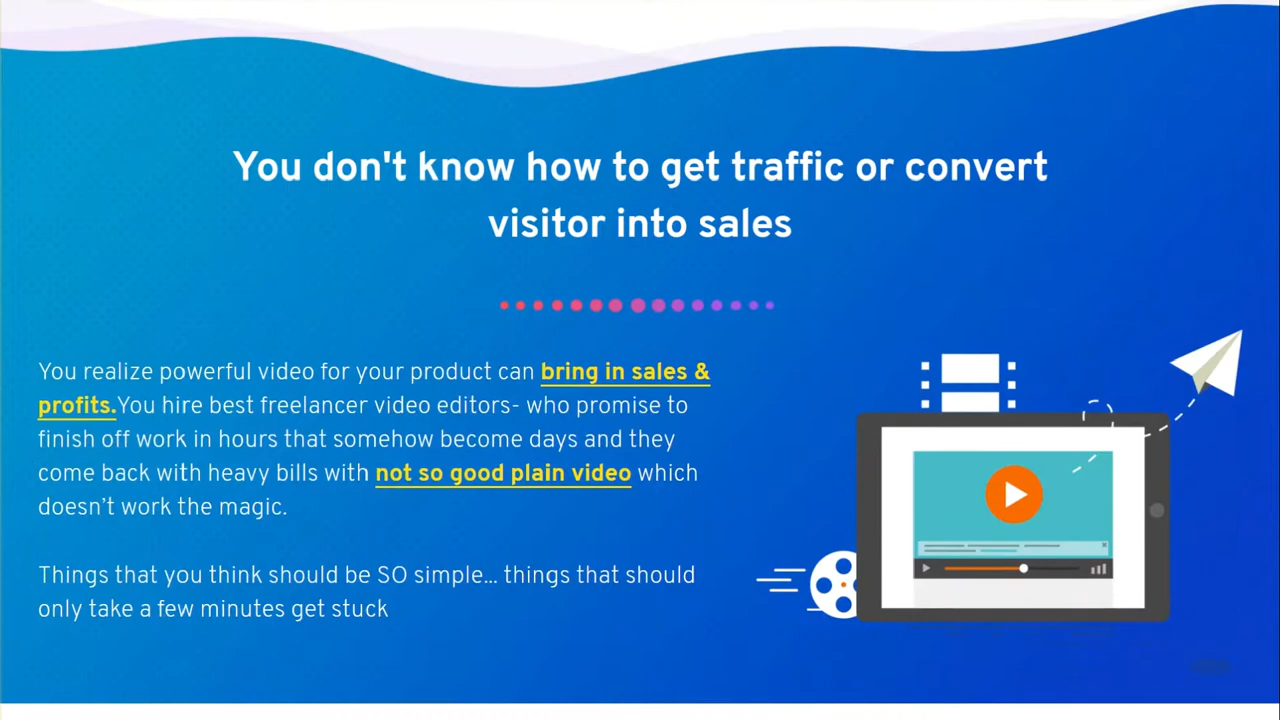 You don't know how to get traffic or convert
visitor into sales
You realize powerful video for your product can bring in sales &
profits.You hire best freelancer video editors- who promise to
finish off work in hours that somehow become days and they
come back with heavy bills with not so good plain video which
doesn’t work the magic.
Things that you think should be SO simple... things that should
only take a few minutes get stuck